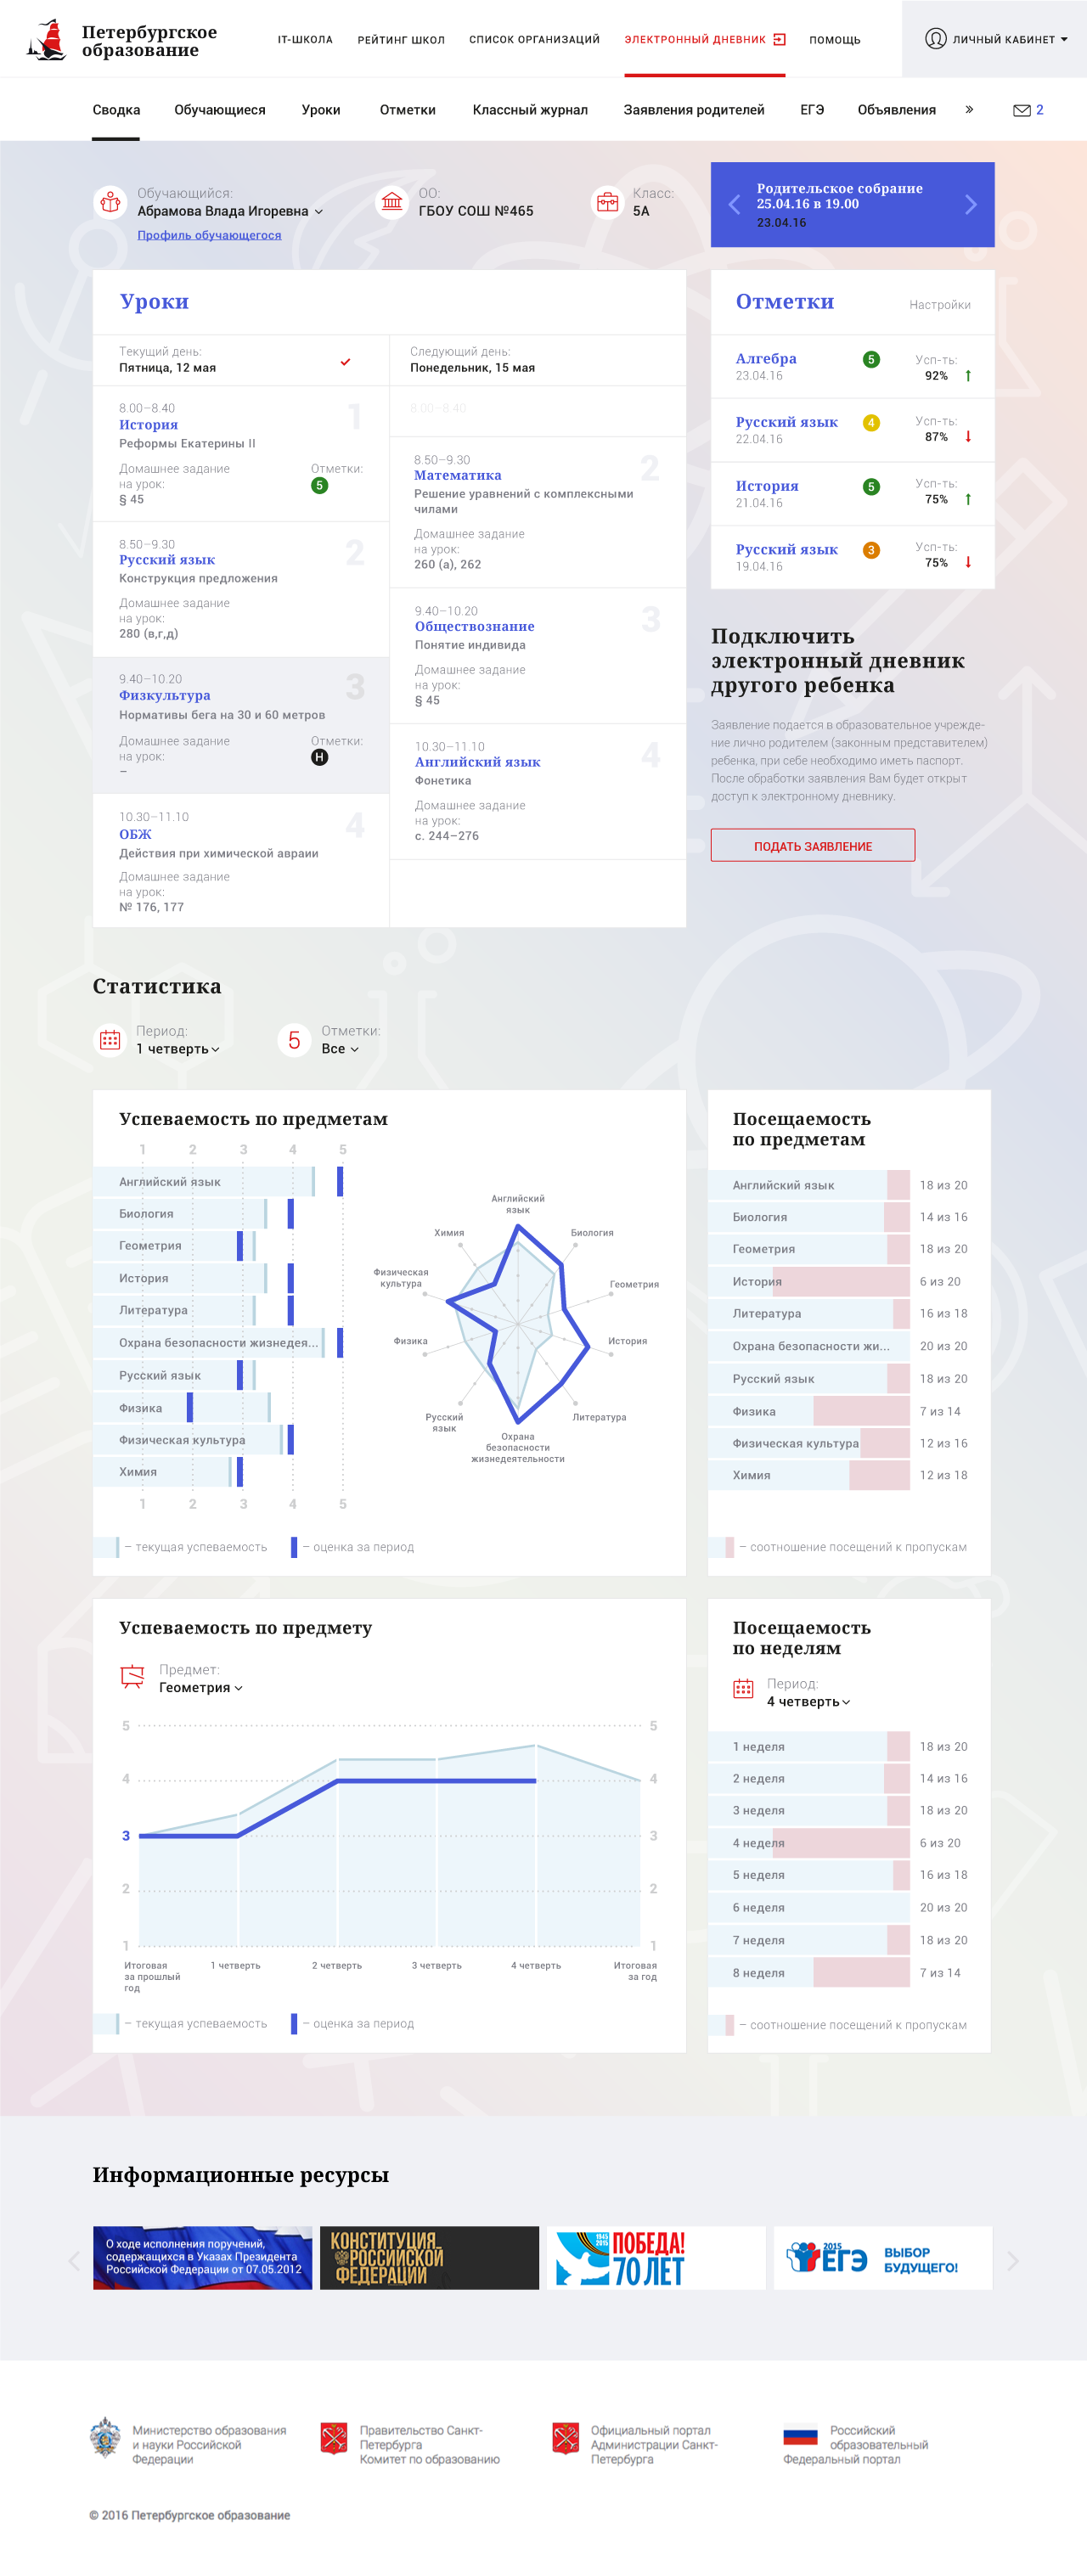 Петербургское
образование
IT-ШКОЛА
РЕЙТИНГ ШКОЛ
СПИСОК ОРГАНИЗАЦИЙ
ЭЛЕКТРОННЫЙ ДНЕВНИК
ПОМОЩЬ
ЛИЧНЫЙ КАБИНЕТ
Сводка
Обучающиеся
Уроки
Отметки
Классный журнал
Заявления родителей
ЕГЭ
Объявления
»
2
Обучающийся:
Абрамова Влада Игоревна
Профиль обучающегося
ОО:
ГБОУ СОШ №465
Класс:
5А
Родительское собрание
25.04.16 в 19.00
23.04.16
Уроки
Текущий день:
Пятница, 12 мая
8.00–8.40
1
История
Реформы Екатерины II
Домашнее задание
на урок:
§ 45
Отметки:
5
8.50–9.30
2
Русский язык
Конструкция предложения
Домашнее задание
на урок:
280 (в,г,д)
9.40–10.20
3
Физкультура
Нормативы бега на 30 и 60 метров
Домашнее задание
на урок:
–
Отметки:
Н
10.30–11.10
4
ОБЖ
Действия при химической авраии
Домашнее задание
на урок:
№ 176, 177
Следующий день:
Понедельник, 15 мая
8.00–8.40
8.50–9.30
2
Математика
Решение уравнений с комплексными
чилами
Домашнее задание
на урок:
260 (а), 262
9.40–10.20
3
Обществознание
Понятие индивида
Домашнее задание
на урок:
§ 45
10.30–11.10
4
Английский язык
Фонетика
Домашнее задание
на урок:
с. 244–276
Отметки
Настройки
Алгебра
23.04.16
5
Усп-ть:
92%
Русский язык
22.04.16
4
Усп-ть:
87%
История
21.04.16
5
Усп-ть:
75%
Русский язык
19.04.16
3
Усп-ть:
75%
Подключить
электронный дневник
другого ребенка
Заявление подается в образовательное учрежде-
ние лично родителем (законным представителем)
ребенка, при себе необходимо иметь паспорт.
После обработки заявления Вам будет открыт
доступ к электронному дневнику.
ПОДАТЬ ЗАЯВЛЕНИЕ
Статистика
Период:
1 четверть
5
Отметки:
Все
Успеваемость по предметам
1 2 3 4 5
Английский язык
Биология
Геометрия
История
Литература
Охрана безопасности жизнедея...
Русский язык
Физика
Физическая культура
Химия
1 2 3 4 5
Английский
язык
Биология
Геометрия
История
Литература
Охрана
безопасности
жизнедеятельности
Русский
язык
Физика
Физическая
культура
Химия
– текущая успеваемость
– оценка за период
Посещаемость
по предметам
Английский язык 18 из 20
Биология 14 из 16
Геометрия 18 из 20
История 6 из 20
Литература 16 из 18
Охрана безопасности жи... 20 из 20
Русский язык 18 из 20
Физика 7 из 14
Физическая культура 12 из 16
Химия 12 из 18
– соотношение посещений к пропускам
Успеваемость по предмету
Предмет:
Геометрия
5 5
4 4
3 3
2 2
1 1
Итоговая
за прошлый
год
1 четверть
2 четверть
3 четверть
4 четверть
Итоговая
за год
– текущая успеваемость
– оценка за период
Посещаемость
по неделям
Период:
4 четверть
1 неделя 18 из 20
2 неделя 14 из 16
3 неделя 18 из 20
4 неделя 6 из 20
5 неделя 16 из 18
6 неделя 20 из 20
7 неделя 18 из 20
8 неделя 7 из 14
– соотношение посещений к пропускам
Информационные ресурсы
О ходе исполнения поручений,
содержащихся в Указах Президента
Российской Федерации от 07.05.2012
КОНСТИТУЦИЯ
РОССИЙСКОЙ
ФЕДЕРАЦИИ
1945
2015
ПОБЕДА!
70 ЛЕТ
2015
ЕГЭ
ВЫБОР
БУДУЩЕГО!
Министерство образования
и науки Российской
Федерации
Правительство Санкт-
Петербурга
Комитет по образованию
Официальный портал
Администрации Санкт-
Петербурга
Российский
образовательный
Федеральный портал
© 2016 Петербургское образование